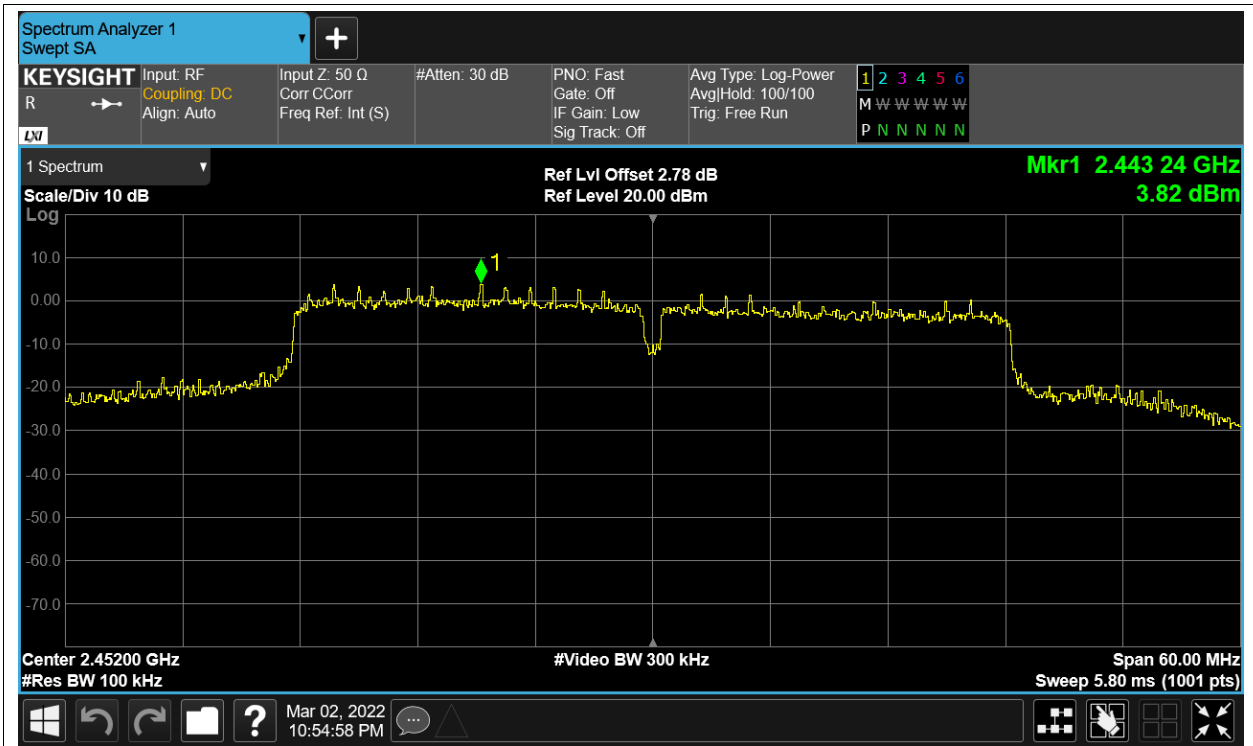 Spectrum Analyzer 1
Swept SA
KEYSIGHT
R
LXI
Input: RF
Coupling: DC
Align: Auto
Input Z: 50 Ω
Corr CCorr
Freq Ref: Int (S)
#Atten: 30 dB
PNO: Fast
Gate: Off
IF Gain: Low
Sig Track: Off
Avg Type: Log-Power
Avg|Hold: 100/100
Trig: Free Run
1 2 3 4 5 6
M W W W W W
P N N N N N
1 Spectrum
Scale/Div 10 dB
Log
Ref Lvl Offset 2.78 dB
Ref Level 20.00 dBm
Mkr1 2.443 24 GHz
3.82 dBm
1
10.0
0.00
-10.0
-20.0
-30.0
-40.0
-50.0
-60.0
-70.0
Center 2.45200 GHz
#Video BW 300 kHz
Span 60.00 MHz
#Res BW 100 kHz
Sweep 5.80 ms (1001 pts)
?
Mar 02, 2022
10:54:58 PM